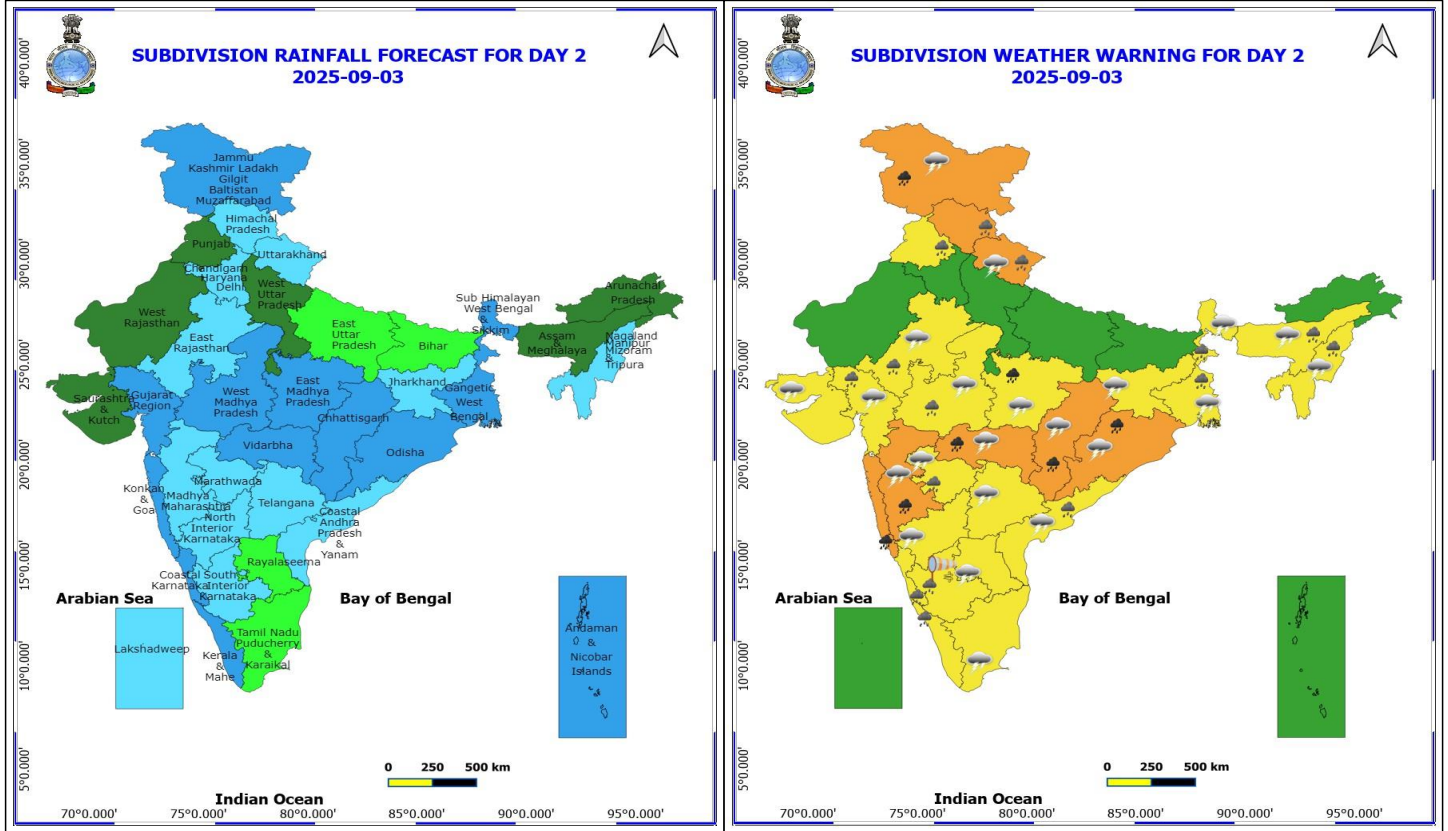 SUBDIVISION RAINFALL FORECAST FOR DAY 2
2025-09-03
40°0.000'
35°0.000'
30°0.000'
25°0.000'
20°0.000'
15°0.000'
10°0.000'
5°0.000'
Jammu
Kashmir Ladakh
Gilgit
Baltistan
Muzaffarabad
Himachal
Pradesh
Punjab
Uttarakhand
Chandigarh
Haryana
Delhi
West
Uttar
Pradesh
West
Rajasthan
East
Rajasthan
East
Uttar
Pradesh
Bihar
Sub Himalayan
West Bengal
&
Sikkim
Arunachal
Pradesh
Assam
&
Meghalaya
Nagaland
Manipur
Mizoram
&
Tripura
Saurashtra
&
Kutch
Gujarat
Region
West
Madhya
Pradesh
East
Madhya
Pradesh
Jharkhand
Gangetic
West
Bengal
Chhattisgarh
Vidarbha
Odisha
Konkan
&
Goa
Madhya
Maharashtra
Marathwada
Telangana
North
Interior
Karnataka
Coastal
Andhra
Pradesh
&
Yanam
Rayalaseema
Coastal
Karnataka
South
Interior
Karnataka
Arabian Sea
Bay of Bengal
Lakshadweep
Kerala
&
Mahe
Tamil Nadu
Puducherry
&
Karaikal
Andaman
&
Nicobar
Islands
0 250 500 km
Indian Ocean
70°0.000' 75°0.000' 80°0.000' 85°0.000' 90°0.000' 95°0.000'
SUBDIVISION WEATHER WARNING FOR DAY 2
2025-09-03
40°0.000'
35°0.000'
30°0.000'
25°0.000'
20°0.000'
15°0.000'
10°0.000'
5°0.000'
Arabian Sea
Bay of Bengal
0 250 500 km
Indian Ocean
70°0.000' 75°0.000' 80°0.000' 85°0.000' 90°0.000' 95°0.000'